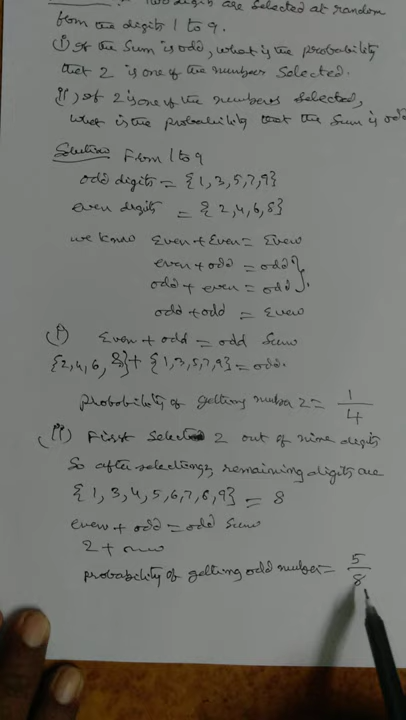 Two digits are selected at random
from the digits 1 to 9.
(i) If the Sum is odd, what is the probability
that 2 is one of the numbers Selected.
(ii) If 2 is one of the numbers selected,
what is the probability that the Sum is odd
Solution From 1 to 9
odd digits = {1, 3, 5, 7, 9}
even digits = {2, 4, 6, 8}
we know Even + Even = Even
even + odd = odd }
odd + even = odd }
odd + odd = Even
(i) Even + odd = odd Sum
{2, 4, 6, 8} + {1, 3, 5, 7, 9} = odd.
probability of getting number 2 = 1/4
(ii) First Select 2 out of nine digits
So after selecting 2, remaining digits are
{1, 3, 4, 5, 6, 7, 8, 9} = 8
even + odd = odd Sum
2 +
probability of getting odd number = 5/8